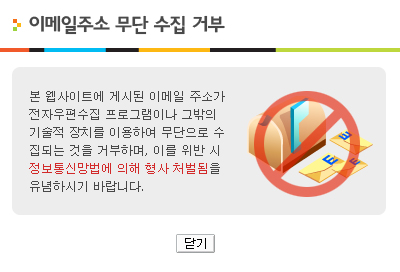 이메일주소 무단 수집 거부
본 웹사이트에 게시된 이메일 주소가
전자우편수집 프로그램이나 그밖의
기술적 장치를 이용하여 무단으로 수
집되는 것을 거부하며, 이를 위반 시
정보통신망법에 의해 형사 처벌됨을
유념하시기 바랍니다.
닫기